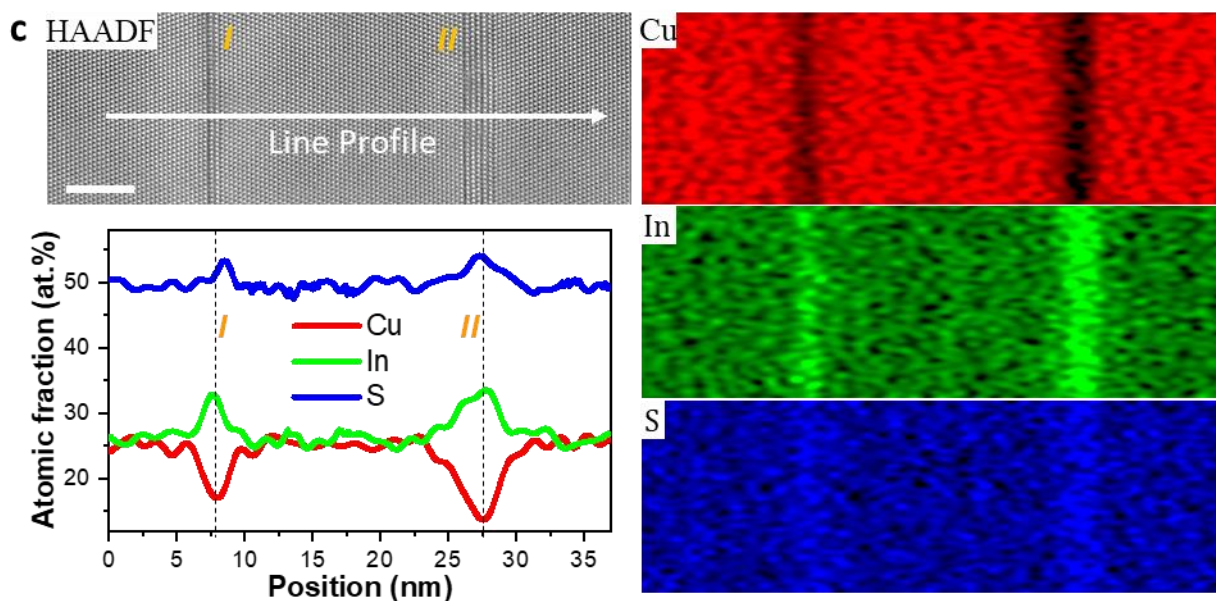 c HAADF
I
II
Line Profile
Cu
In
S
Atomic fraction (at.%)
50
40
30
20
I
II
Cu
In
S
0 5 10 15 20 25 30 35
Position (nm)